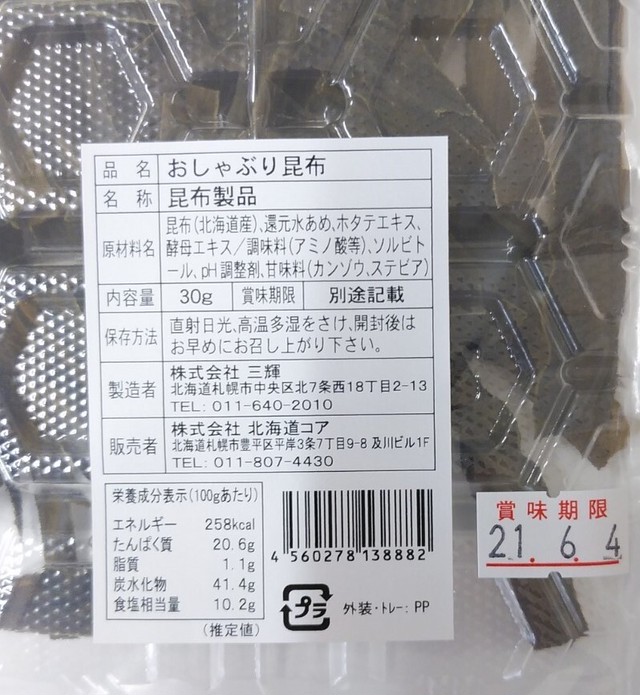 品名 おしゃぶり昆布
名称 昆布製品
原材料名 昆布(北海道産)、還元水あめ、ホタテエキス、
酵母エキス/調味料(アミノ酸等)、ソルビト
ール、pH調整剤、甘味料(カンゾウ、ステビア)
内容量 30g 賞味期限 別途記載
保存方法 直射日光、高温多湿をさけ、開封後は
お早めにお召し上がり下さい。
製造者 株式会社 三輝
北海道札幌市中央区北7条西18丁目2-13
TEL: 011-640-2010
販売者 株式会社 北海道コア
北海道札幌市豊平区平岸3条7丁目9-8 及川ビル1F
TEL: 011-807-4430
栄養成分表示(100gあたり)
エネルギー 258kcal
たんぱく質 20.6g
脂質 1.1g
炭水化物 41.4g
食塩相当量 10.2g
(推定値)
4 560278 138882
プラ 外装・トレー: PP
賞味期限
21. 6. 4